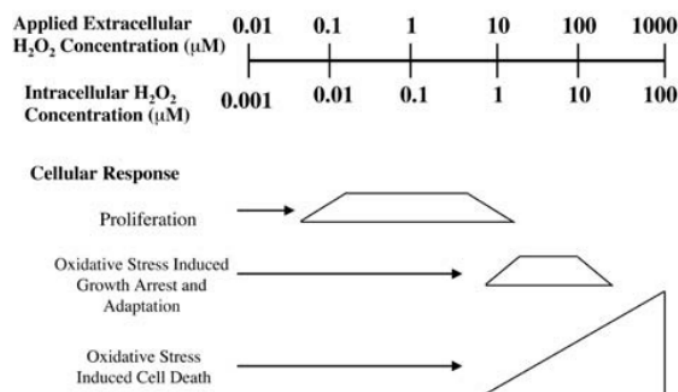 Applied Extracellular 0.01 0.1 1 10 100 1000
H₂O₂ Concentration (µM)
Intracellular H₂O₂ 0.001 0.01 0.1 1 10 100
Concentration (µM)
Cellular Response
Proliferation
Oxidative Stress Induced
Growth Arrest and
Adaptation
Oxidative Stress
Induced Cell Death